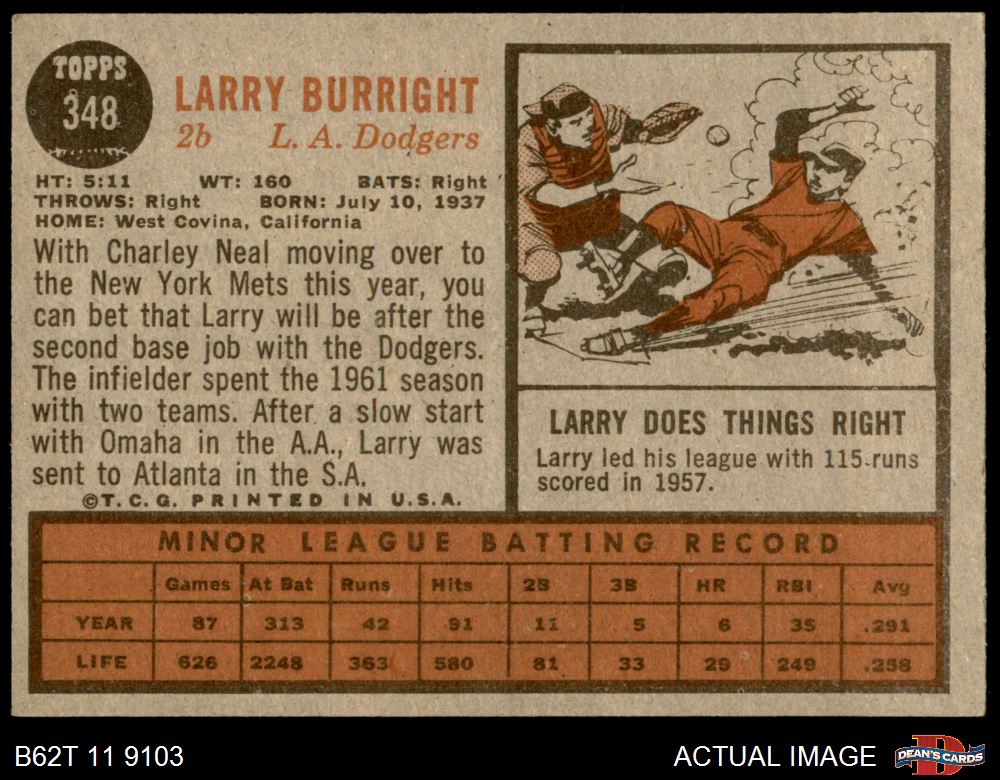 TOPPS
348
LARRY BURRIGHT
2b L. A. Dodgers
HT: 5:11 WT: 160 BATS: Right
THROWS: Right BORN: July 10, 1937
HOME: West Covina, California
With Charley Neal moving over to
the New York Mets this year, you
can bet that Larry will be after the
second base job with the Dodgers.
The infielder spent the 1961 season
with two teams. After a slow start
with Omaha in the A.A., Larry was
sent to Atlanta in the S.A.
©T.C.G. PRINTED IN U.S.A.
LARRY DOES THINGS RIGHT
Larry led his league with 115 runs
scored in 1957.
MINOR LEAGUE BATTING RECORD
Games At Bat Runs Hits 2B 3B HR RBI Avg
YEAR 87 313 42 91 11 5 6 35 .291
LIFE 626 2248 363 580 81 33 29 249 .258
B62T 11 9103
ACTUAL IMAGE
D
DEAN'S CARDS